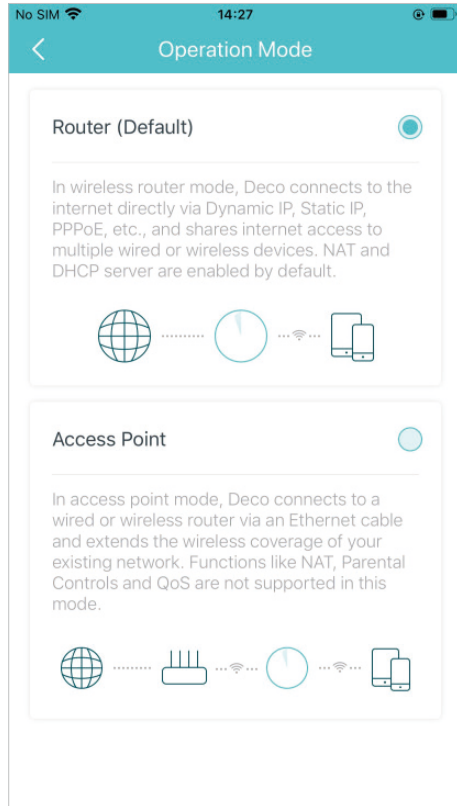 No SIM 14:27
Operation Mode
Router (Default)
In wireless router mode, Deco connects to the
internet directly via Dynamic IP, Static IP,
PPPoE, etc., and shares internet access to
multiple wired or wireless devices. NAT and
DHCP server are enabled by default.
Access Point
In access point mode, Deco connects to a
wired or wireless router via an Ethernet cable
and extends the wireless coverage of your
existing network. Functions like NAT, Parental
Controls and QoS are not supported in this
mode.